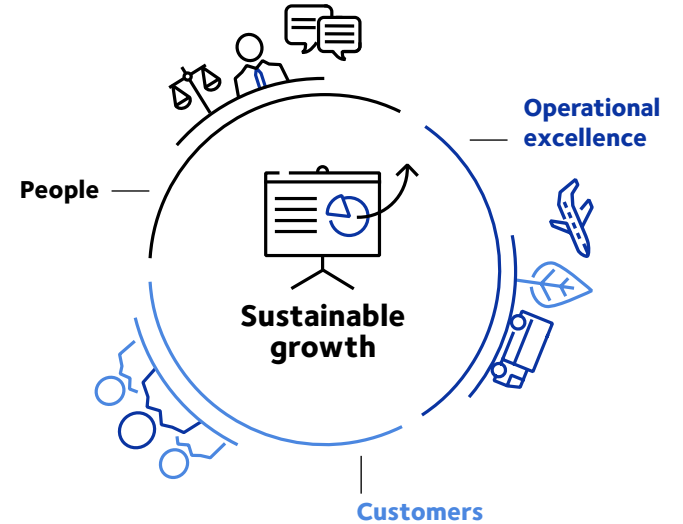 Operational
excellence
People
Sustainable
growth
Customers